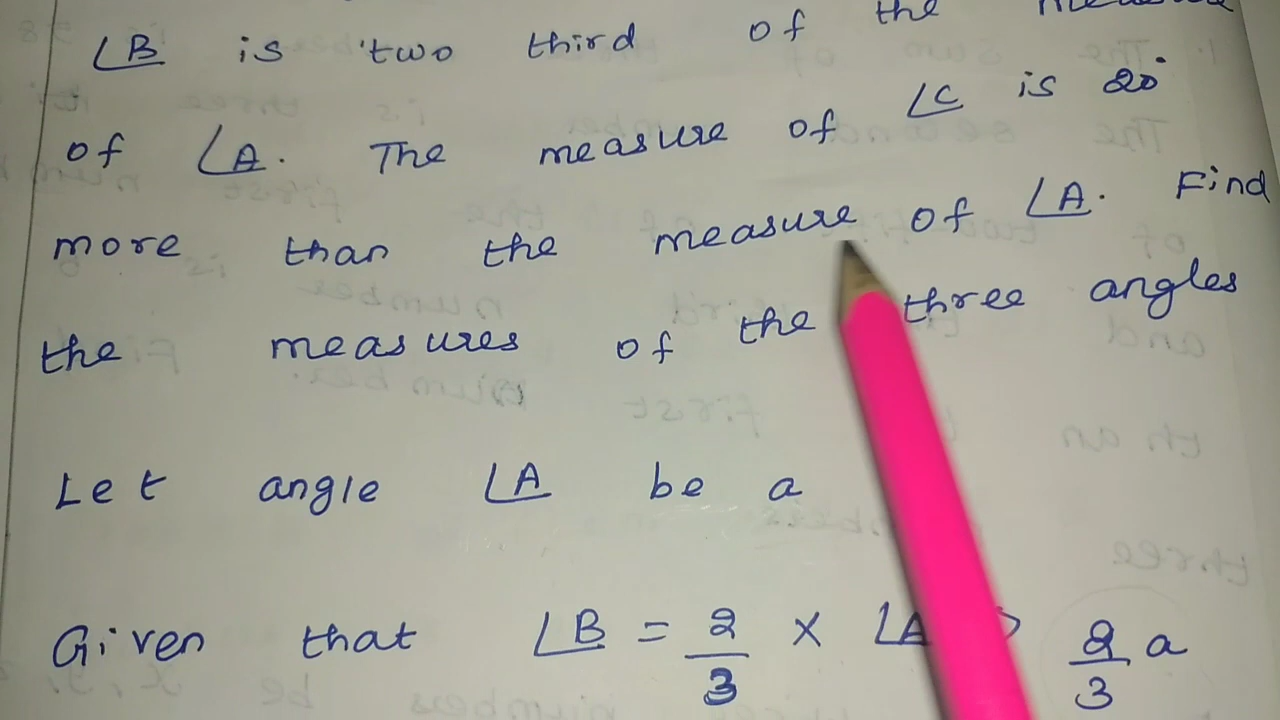 ∠B is two third of the
of ∠A. The measure of ∠C is 20°
more than the measure of ∠A. Find
the measures of the three angles
Let angle ∠A be a
Given that ∠B = 2/3 × ∠A 2/3 a